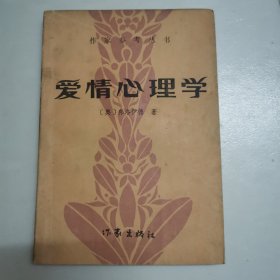 作家参考丛书
爱情心理学
〔奥〕弗洛伊德 著
作家出版社